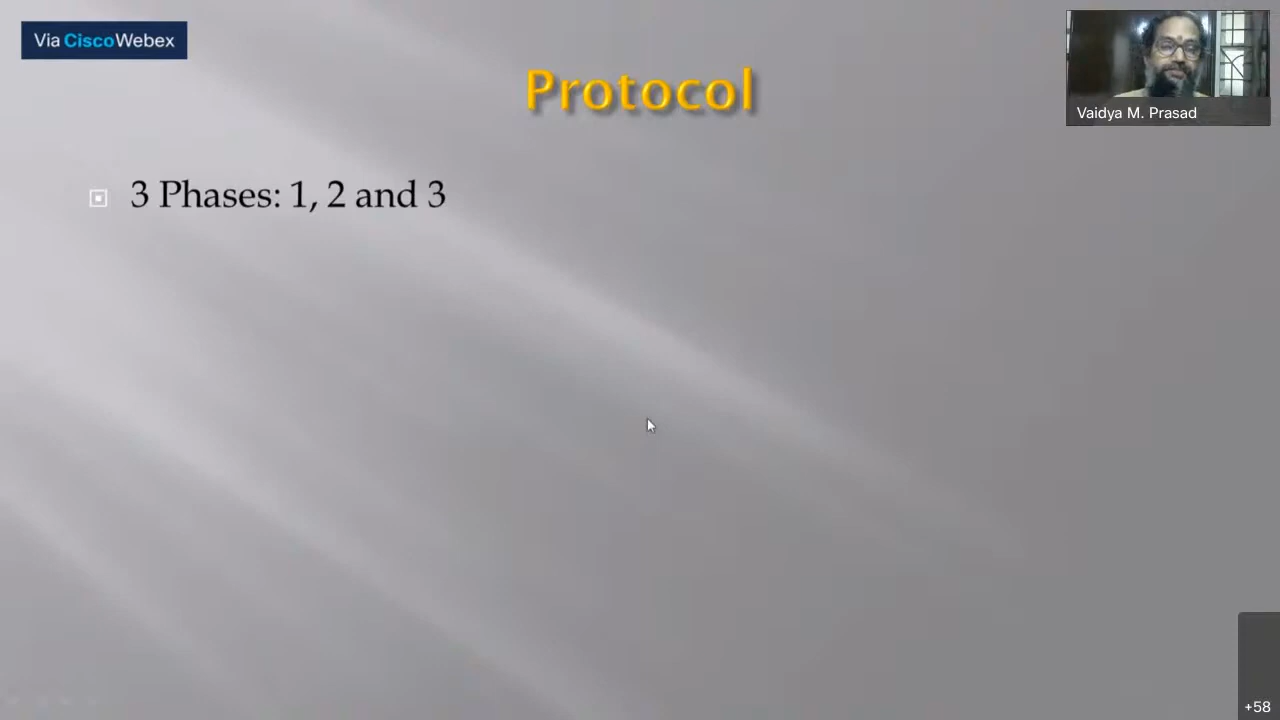 Via CiscoWebex
Protocol
Vaidya M. Prasad
3 Phases: 1, 2 and 3
+58